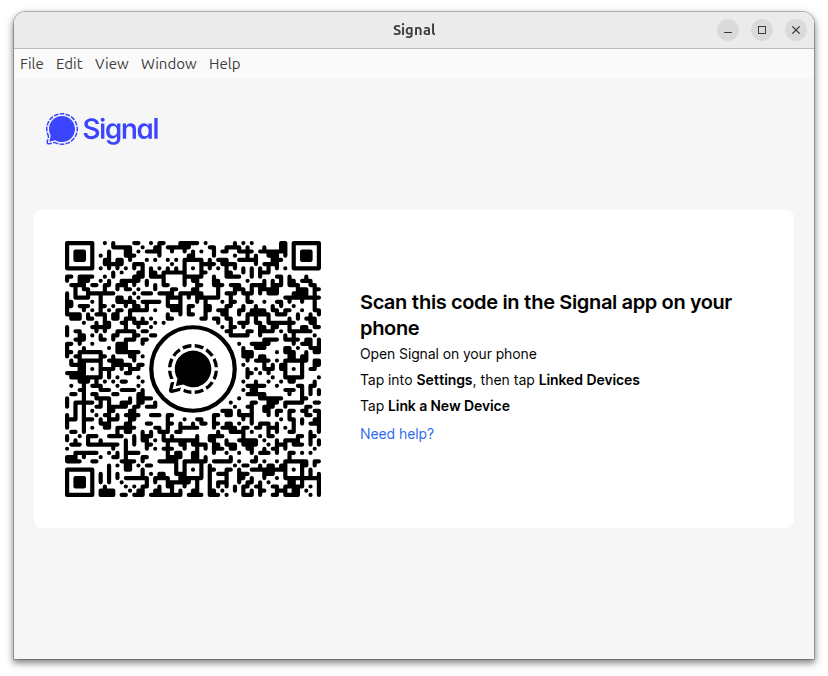 Signal
File Edit View Window Help
Signal
Scan this code in the Signal app on your
phone
Open Signal on your phone
Tap into Settings, then tap Linked Devices
Tap Link a New Device
Need help?